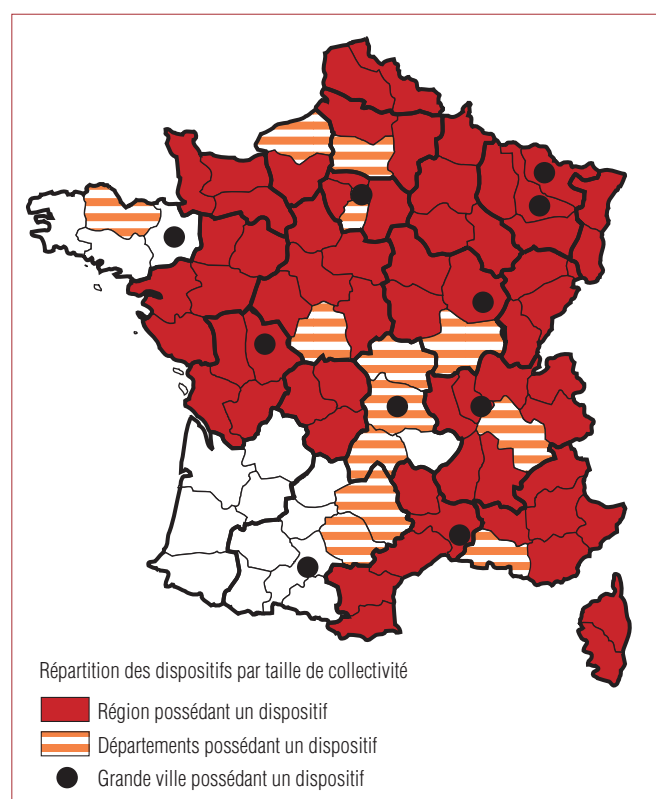 Répartition des dispositifs par taille de collectivité
Région possédant un dispositif
Départements possédant un dispositif
Grande ville possédant un dispositif